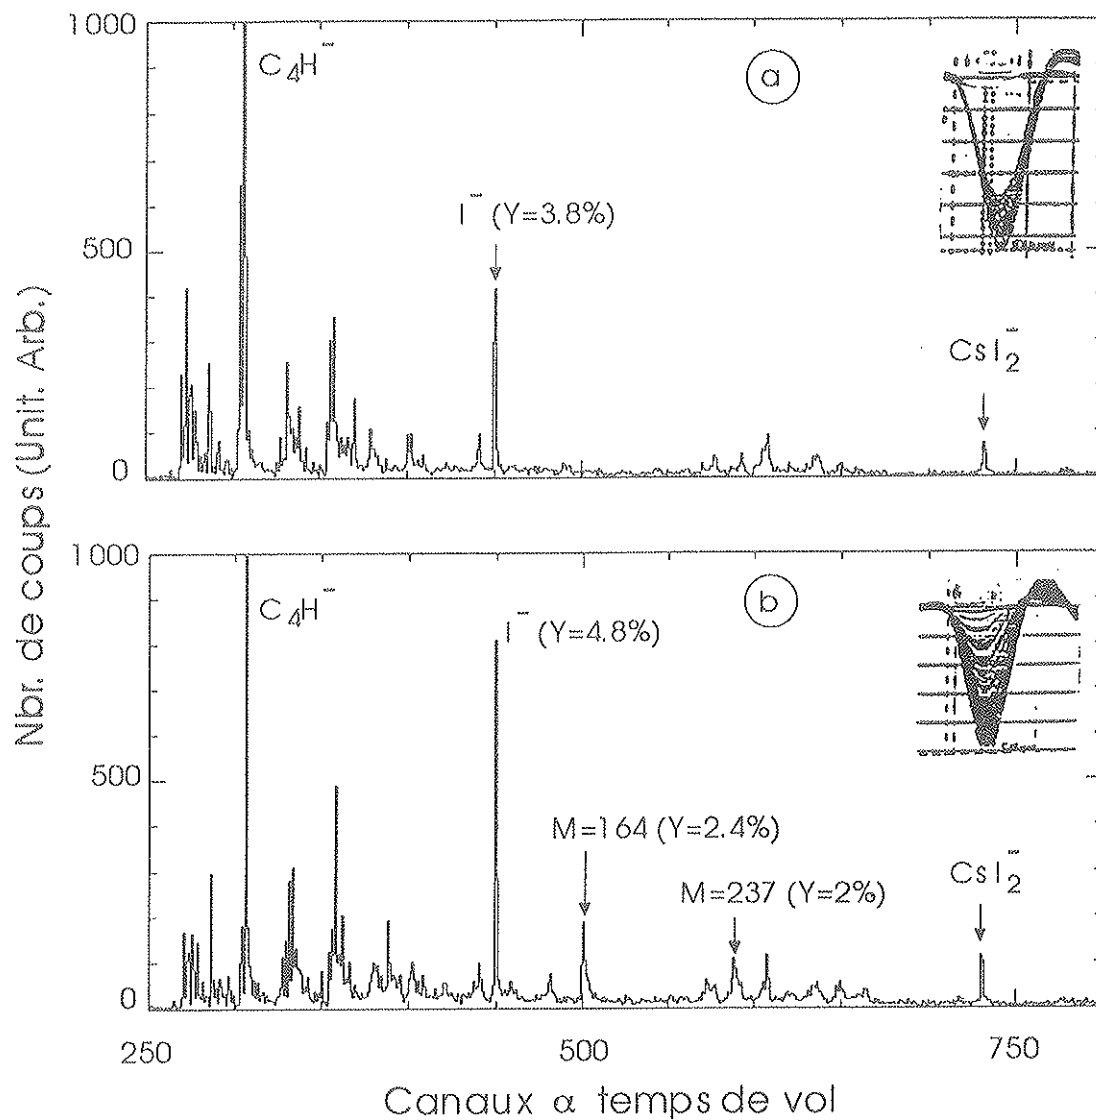 Nbr. de coups (Unit. Arb.)
1000
500
0
C₄H⁻
I⁻ (Y=3.8%)
CsI₂⁻
a
1000
500
0
C₄H⁻
I⁻ (Y=4.8%)
M=164 (Y=2.4%)
M=237 (Y=2%)
CsI₂⁻
b
250
500
750
Canaux α temps de vol